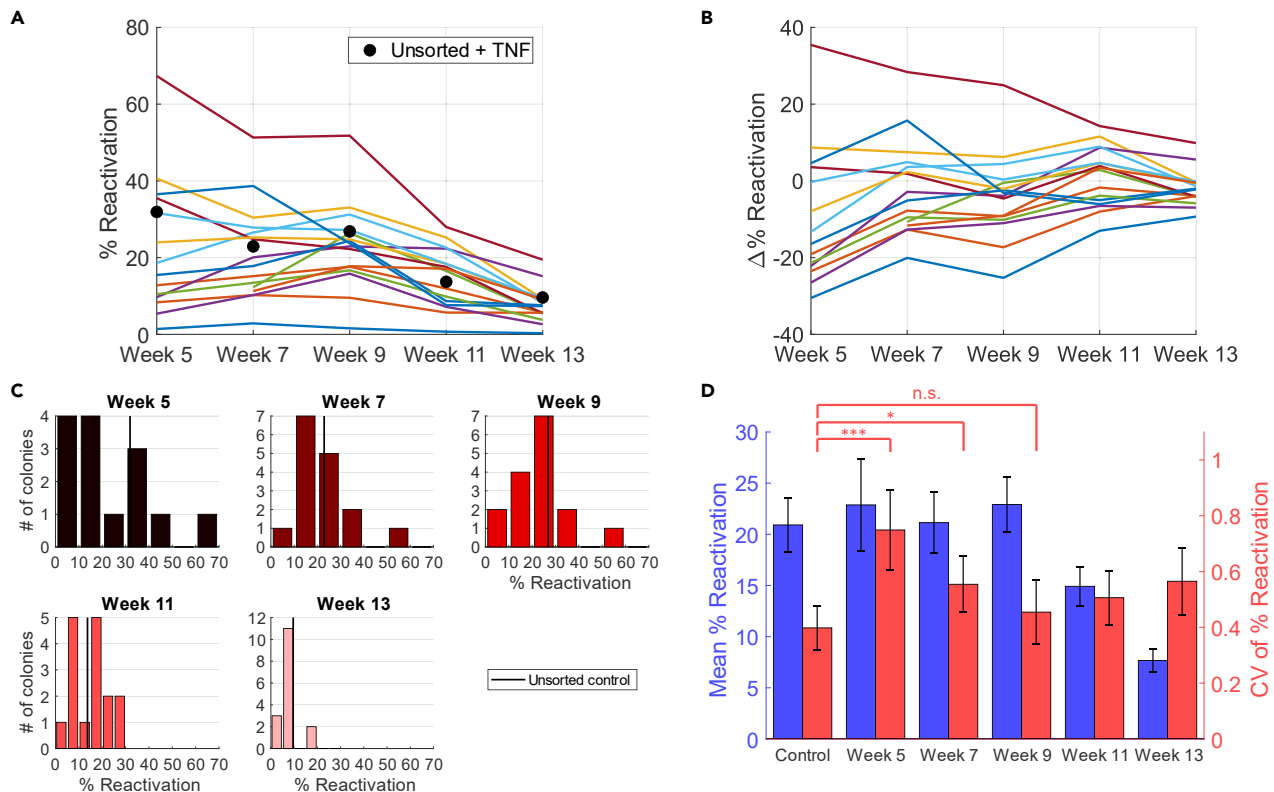 A
80
60
40
20
0
% Reactivation
Unsorted + TNF
Week 5 Week 7 Week 9 Week 11 Week 13
B
40
20
0
-20
-40
Δ% Reactivation
Week 5 Week 7 Week 9 Week 11 Week 13
C
Week 5
4
3
2
1
0
# of colonies
0 10 20 30 40 50 60 70
Week 7
7
6
5
4
3
2
1
0
0 10 20 30 40 50 60 70
Week 9
7
6
5
4
3
2
1
0
0 10 20 30 40 50 60 70
% Reactivation
Week 11
5
4
3
2
1
0
# of colonies
0 10 20 30 40 50 60 70
% Reactivation
Week 13
12
10
8
6
4
2
0
0 10 20 30 40 50 60 70
% Reactivation
Unsorted control
D
n.s.
*
***
30
25
20
15
10
5
0
Mean % Reactivation
1
0.8
0.6
0.4
0.2
0
CV of % Reactivation
Control Week 5 Week 7 Week 9 Week 11 Week 13